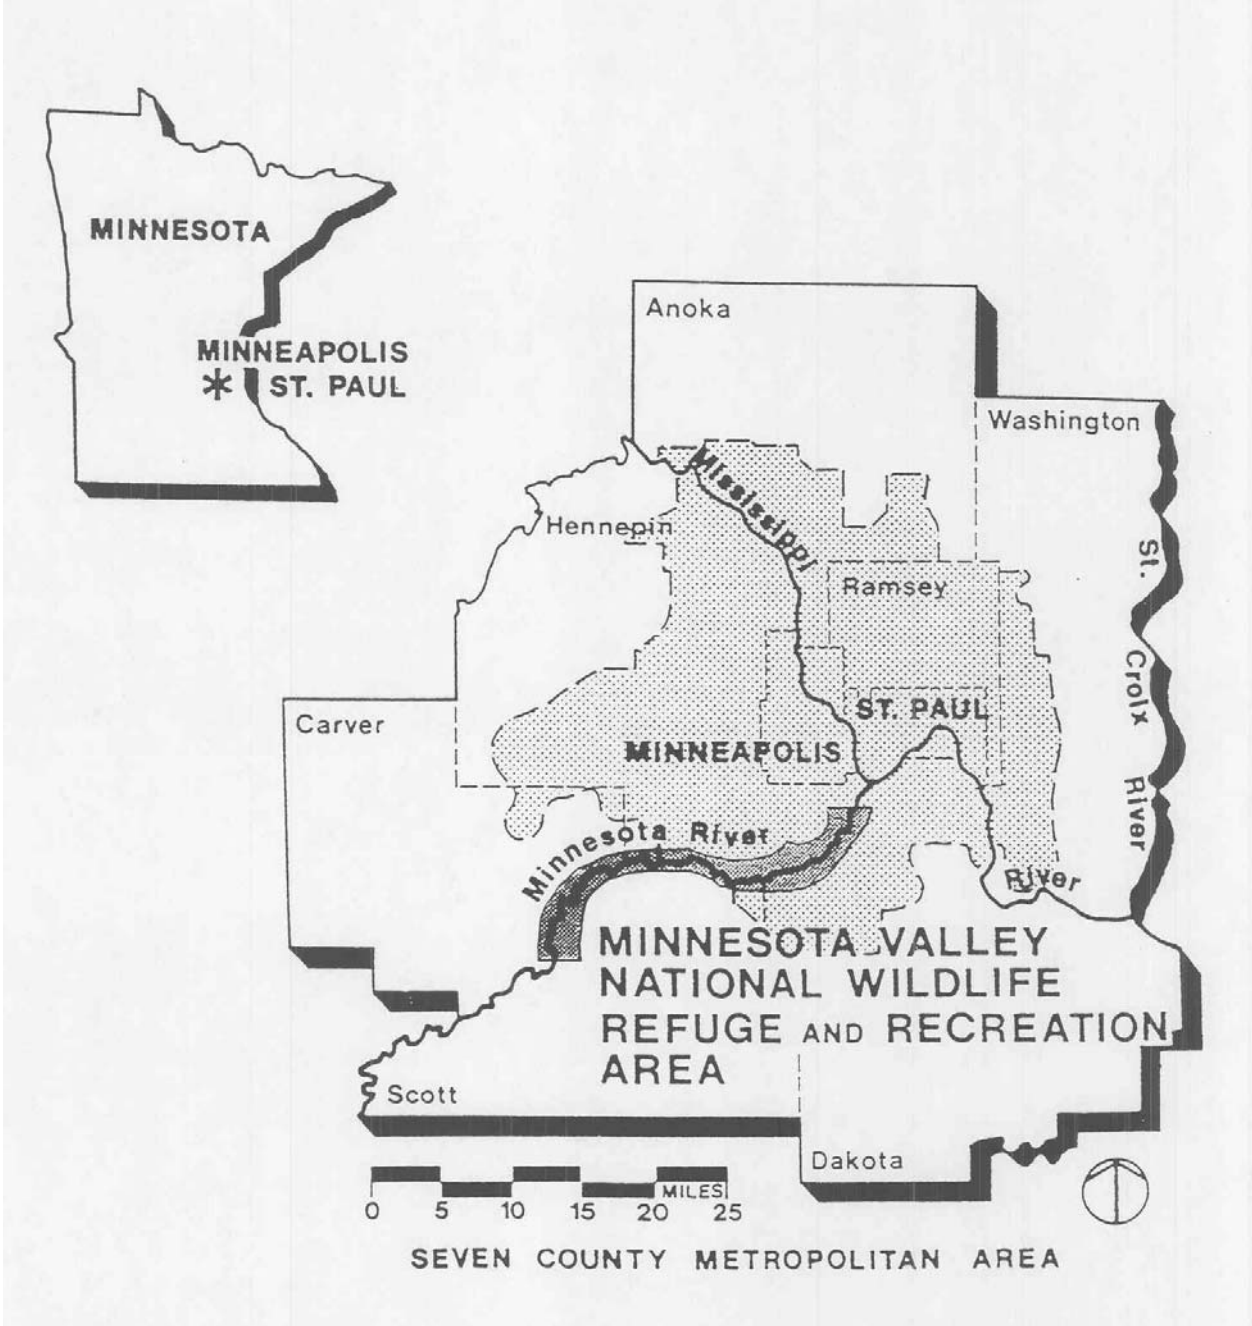 MINNESOTA
MINNEAPOLIS
* ST. PAUL
Anoka
Washington
Mississippi
Hennepin
St. Croix River
Ramsey
Carver
ST. PAUL
MINNEAPOLIS
Minnesota River
River
MINNESOTA VALLEY
NATIONAL WILDLIFE
REFUGE AND RECREATION
AREA
Scott
Dakota
MILES
0 5 10 15 20 25
SEVEN COUNTY METROPOLITAN AREA